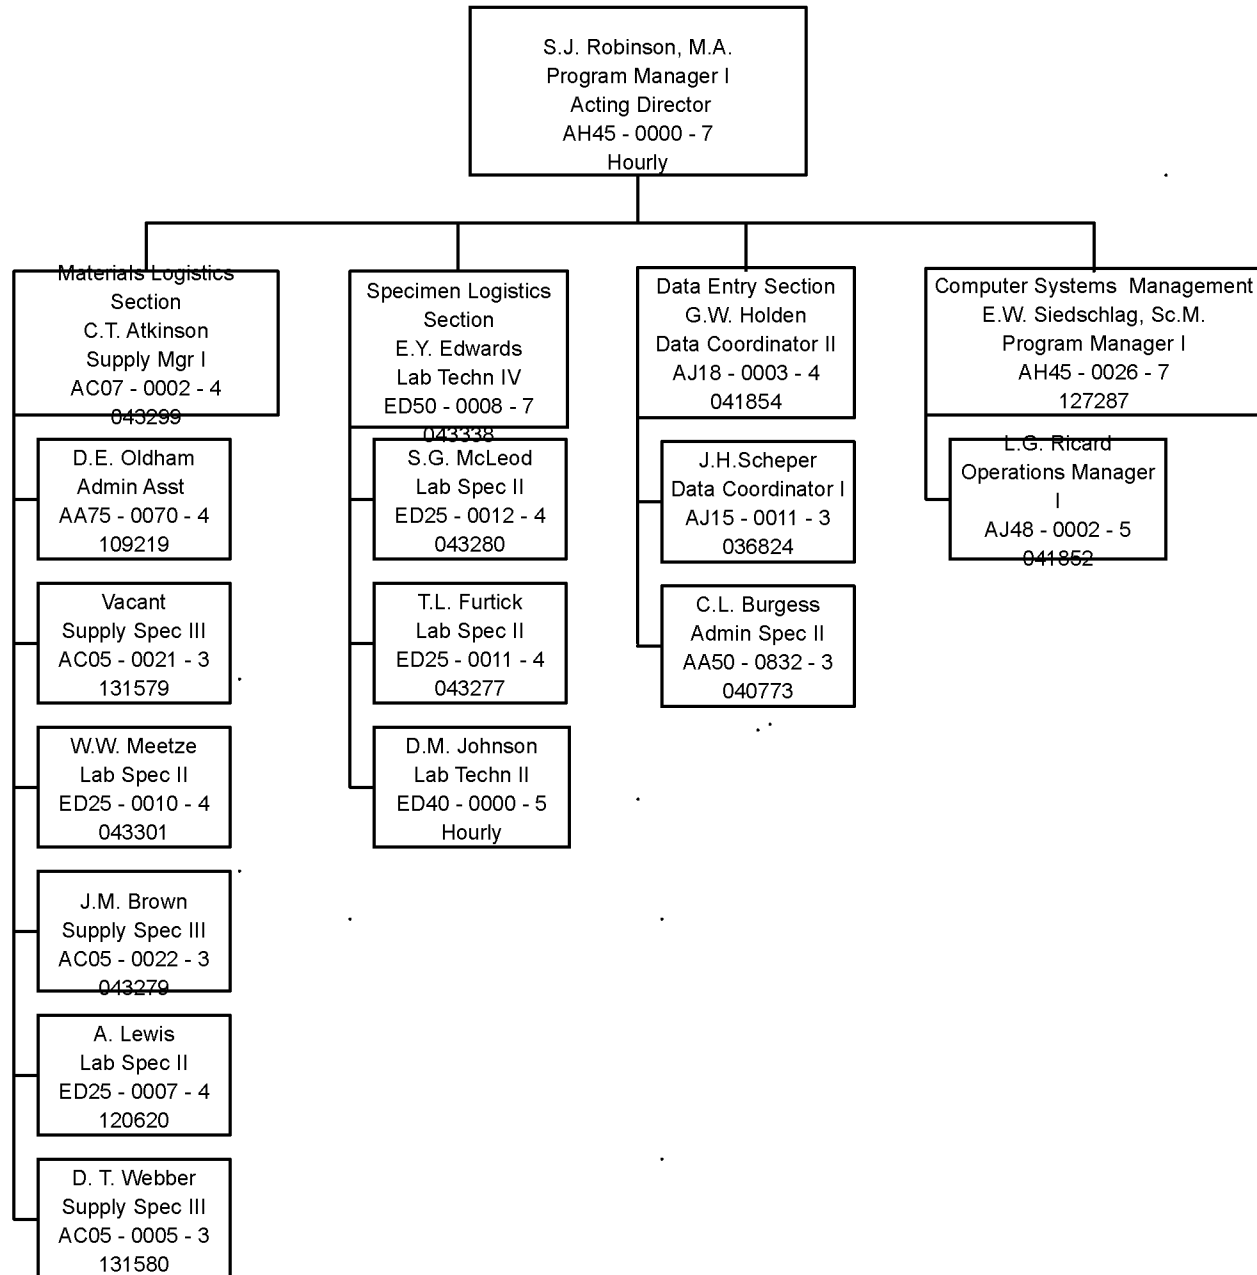 S.J. Robinson, M.A.
Program Manager I
Acting Director
AH45 - 0000 - 7
Hourly
Materials Logistics
Section
C.T. Atkinson
Supply Mgr I
AC07 - 0002 - 4
043299
D.E. Oldham
Admin Asst
AA75 - 0070 - 4
109219
Vacant
Supply Spec III
AC05 - 0021 - 3
131579
W.W. Meetze
Lab Spec II
ED25 - 0010 - 4
043301
J.M. Brown
Supply Spec III
AC05 - 0022 - 3
043279
A. Lewis
Lab Spec II
ED25 - 0007 - 4
120620
D. T. Webber
Supply Spec III
AC05 - 0005 - 3
131580
Specimen Logistics
Section
E.Y. Edwards
Lab Techn IV
ED50 - 0008 - 7
043338
S.G. McLeod
Lab Spec II
ED25 - 0012 - 4
043280
T.L. Furtick
Lab Spec II
ED25 - 0011 - 4
043277
D.M. Johnson
Lab Techn II
ED40 - 0000 - 5
Hourly
Data Entry Section
G.W. Holden
Data Coordinator II
AJ18 - 0003 - 4
041854
J.H.Scheper
Data Coordinator I
AJ15 - 0011 - 3
036824
C.L. Burgess
Admin Spec II
AA50 - 0832 - 3
040773
Computer Systems  Management
E.W. Siedschlag, Sc.M.
Program Manager I
AH45 - 0026 - 7
127287
L.G. Ricard
Operations Manager
I
AJ48 - 0002 - 5
041852